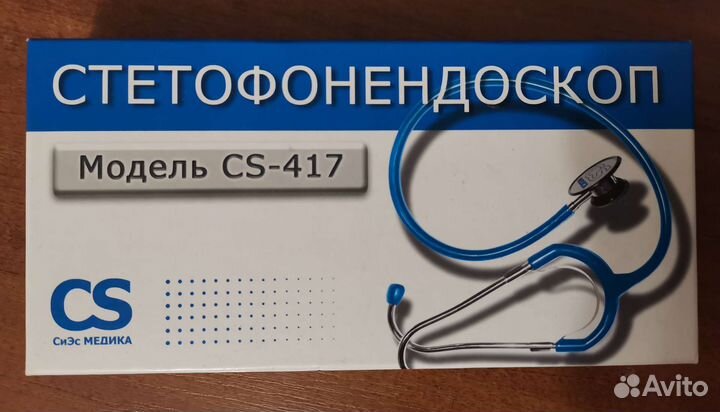 СТЕТОФОНЕНДОСКОП
Модель CS-417
CS
СиЭс МЕДИКА
Avito